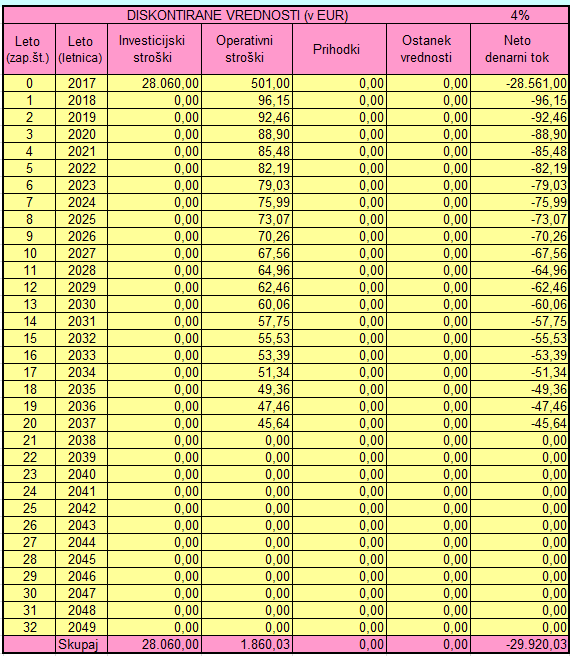 DISKONTIRANE VREDNOSTI (v EUR) 4%
Leto (zap.št.) Leto (letnica) Investicijski stroški Operativni stroški Prihodki Ostanek vrednosti Neto denarni tok
0 2017 28.060,00 501,00 0,00 0,00 -28.561,00
1 2018 0,00 96,15 0,00 0,00 -96,15
2 2019 0,00 92,46 0,00 0,00 -92,46
3 2020 0,00 88,90 0,00 0,00 -88,90
4 2021 0,00 85,48 0,00 0,00 -85,48
5 2022 0,00 82,19 0,00 0,00 -82,19
6 2023 0,00 79,03 0,00 0,00 -79,03
7 2024 0,00 75,99 0,00 0,00 -75,99
8 2025 0,00 73,07 0,00 0,00 -73,07
9 2026 0,00 70,26 0,00 0,00 -70,26
10 2027 0,00 67,56 0,00 0,00 -67,56
11 2028 0,00 64,96 0,00 0,00 -64,96
12 2029 0,00 62,46 0,00 0,00 -62,46
13 2030 0,00 60,06 0,00 0,00 -60,06
14 2031 0,00 57,75 0,00 0,00 -57,75
15 2032 0,00 55,53 0,00 0,00 -55,53
16 2033 0,00 53,39 0,00 0,00 -53,39
17 2034 0,00 51,34 0,00 0,00 -51,34
18 2035 0,00 49,36 0,00 0,00 -49,36
19 2036 0,00 47,46 0,00 0,00 -47,46
20 2037 0,00 45,64 0,00 0,00 -45,64
21 2038 0,00 0,00 0,00 0,00 0,00
22 2039 0,00 0,00 0,00 0,00 0,00
23 2040 0,00 0,00 0,00 0,00 0,00
24 2041 0,00 0,00 0,00 0,00 0,00
25 2042 0,00 0,00 0,00 0,00 0,00
26 2043 0,00 0,00 0,00 0,00 0,00
27 2044 0,00 0,00 0,00 0,00 0,00
28 2045 0,00 0,00 0,00 0,00 0,00
29 2046 0,00 0,00 0,00 0,00 0,00
30 2047 0,00 0,00 0,00 0,00 0,00
31 2048 0,00 0,00 0,00 0,00 0,00
32 2049 0,00 0,00 0,00 0,00 0,00
Skupaj 28.060,00 1.860,03 0,00 0,00 -29.920,03